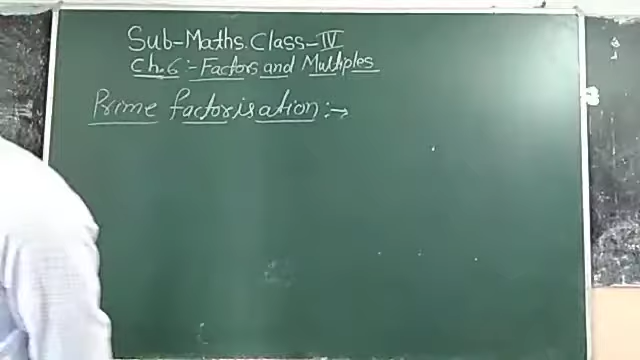 Sub-Maths. Class-IV
Ch.6:- Factors and Multiples
Prime factorisation:→